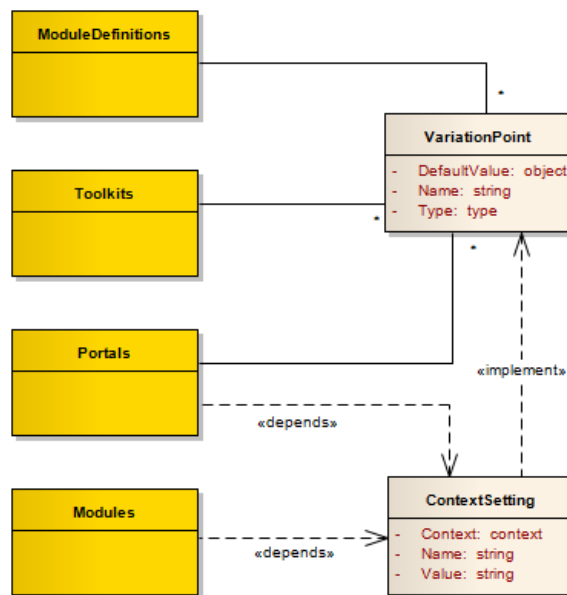 ModuleDefinitions
*
VariationPoint
- DefaultValue: object
- Name: string
- Type: type
Toolkits
*
*
Portals
«implement»
«depends»
ContextSetting
- Context: context
- Name: string
- Value: string
Modules
«depends»